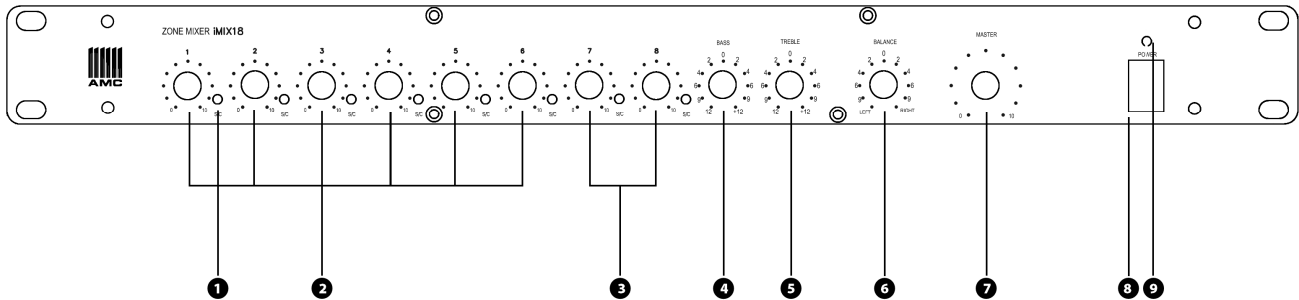 ZONE MIXER iMIX18
AMC
1 2 3 4 5 6 7 8
0 10 0 10 0 10 0 10 0 10 0 10 0 10 0 10
S/C S/C S/C S/C S/C S/C S/C S/C
BASS
0
2 2
4 4
6 6
9 9
12 +12
TREBLE
0
2 2
4 4
6 6
9 9
12 +12
BALANCE
0
2 2
4 4
6 6
9 9
LEFT RIGHT
MASTER
0 10
POWER
1 2 3 4 5 6 7 8 9